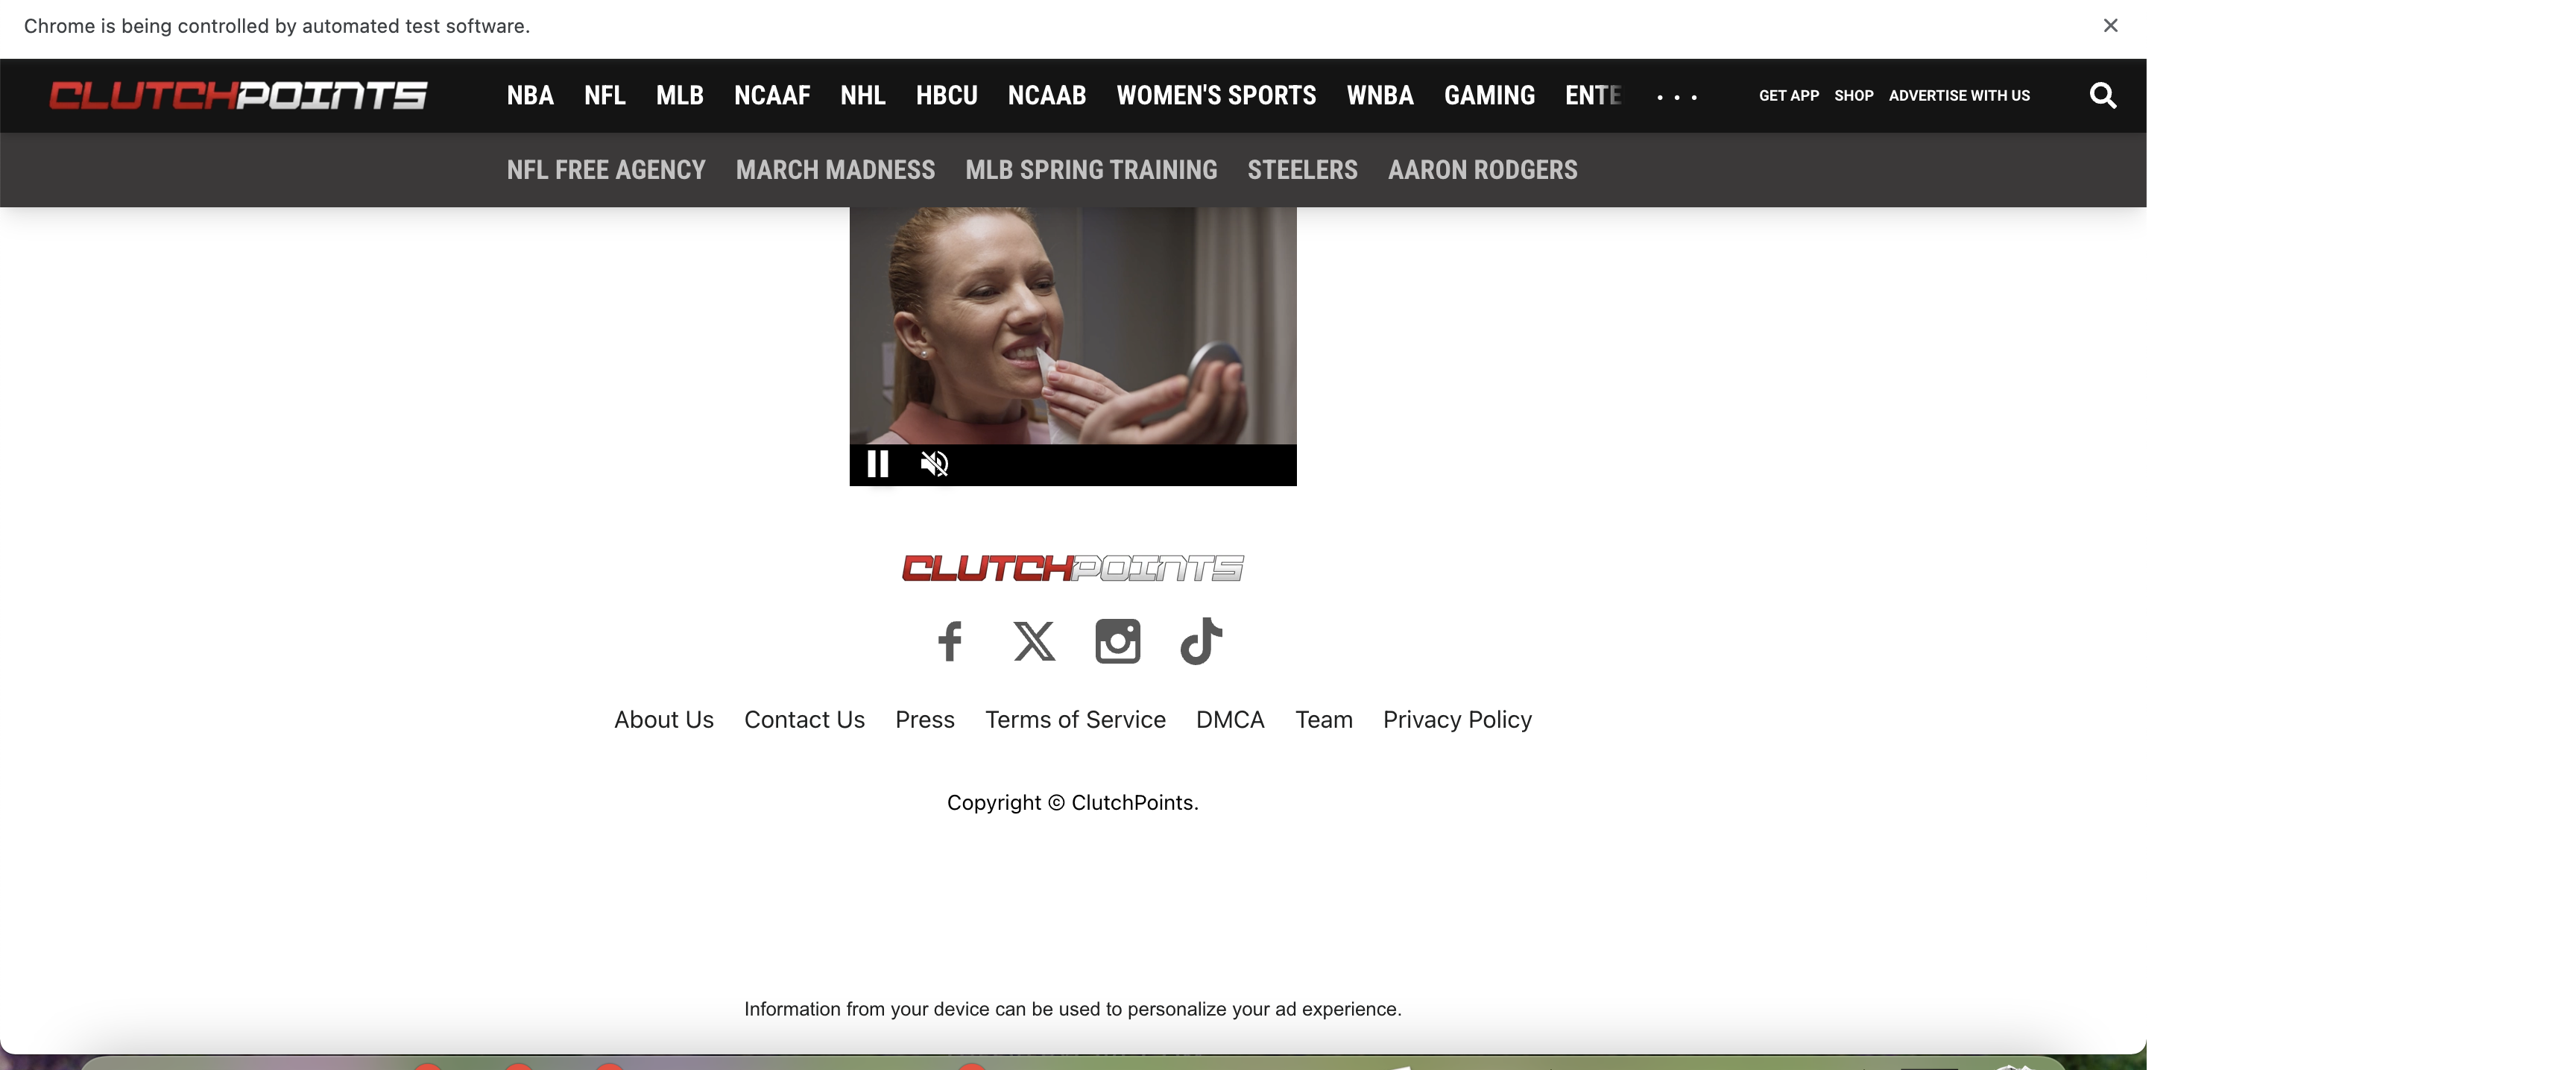 Chrome is being controlled by automated test software.
CLUTCHPOINTS NBA NFL MLB NCAAF NHL HBCU NCAAB WOMEN'S SPORTS WNBA GAMING ENTE ... GET APP SHOP ADVERTISE WITH US
NFL FREE AGENCY MARCH MADNESS MLB SPRING TRAINING STEELERS AARON RODGERS
CLUTCHPOINTS
About Us Contact Us Press Terms of Service DMCA Team Privacy Policy
Copyright © ClutchPoints.
Information from your device can be used to personalize your ad experience.